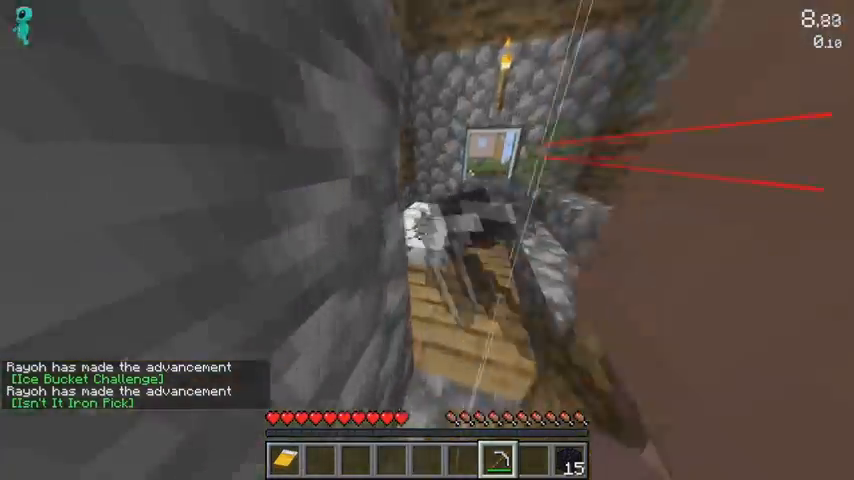 8.83
0.10
Rayoh has made the advancement
[Ice Bucket Challenge]
Rayoh has made the advancement
[Isn't It Iron Pick]
15